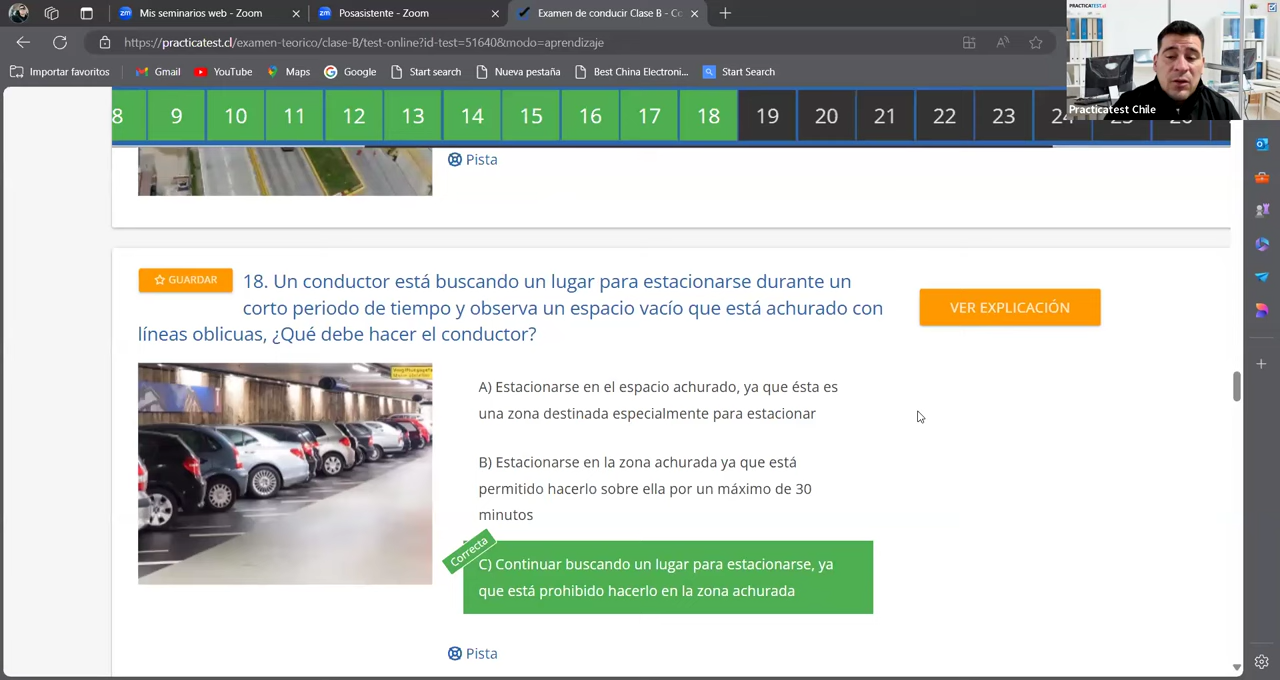 Mis seminarios web - Zoom
Posasistente - Zoom
Examen de conducir Clase B - Co
https://practicatest.cl/examen-teorico/clase-B/test-online?id-test=51640&modo=aprendizaje
Importar favoritos
Gmail
YouTube
Maps
Google
Start search
Nueva pestaña
Best China Electroni...
Start Search
PRACTICATEST.cl
Practicatest Chile
8 9 10 11 12 13 14 15 16 17 18 19 20 21 22 23
Pista
GUARDAR
18. Un conductor está buscando un lugar para estacionarse durante un
corto periodo de tiempo y observa un espacio vacío que está achurado con
líneas oblicuas, ¿Qué debe hacer el conductor?
VER EXPLICACIÓN
A) Estacionarse en el espacio achurado, ya que ésta es
una zona destinada especialmente para estacionar
B) Estacionarse en la zona achurada ya que está
permitido hacerlo sobre ella por un máximo de 30
minutos
Correcta
C) Continuar buscando un lugar para estacionarse, ya
que está prohibido hacerlo en la zona achurada
Pista